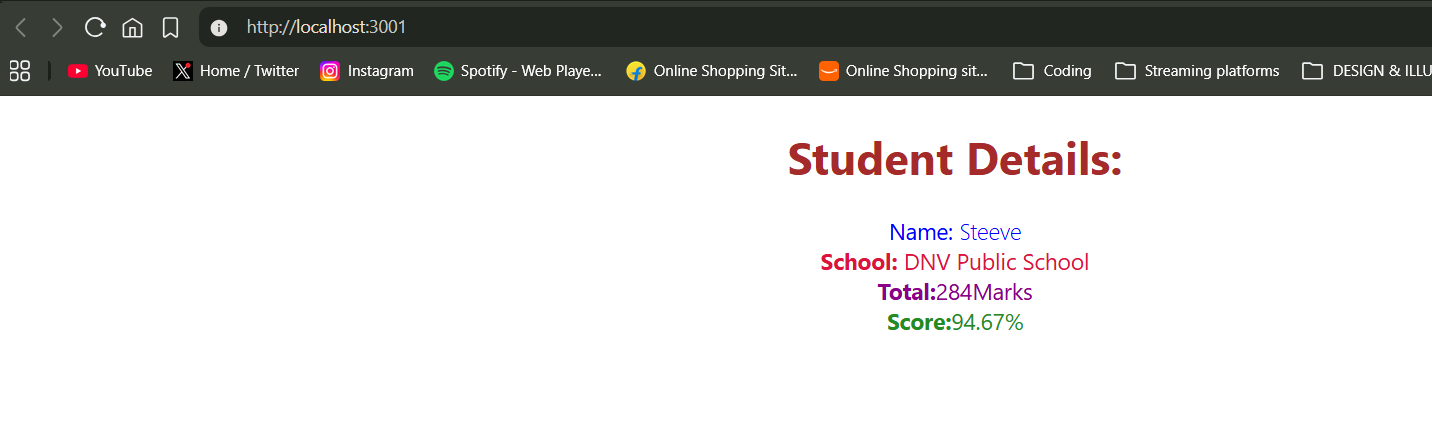 http://localhost:3001
YouTube Home / Twitter Instagram Spotify - Web Playe... Online Shopping Sit... Online Shopping sit... Coding Streaming platforms DESIGN & ILLU
Student Details:
Name: Steeve
School: DNV Public School
Total:284Marks
Score:94.67%